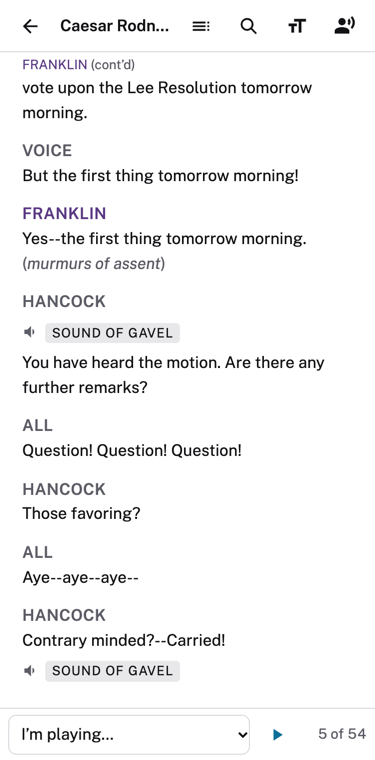 Caesar Rodn...
FRANKLIN (cont'd)
vote upon the Lee Resolution tomorrow
morning.
VOICE
But the first thing tomorrow morning!
FRANKLIN
Yes--the first thing tomorrow morning.
(murmurs of assent)
HANCOCK
SOUND OF GAVEL
You have heard the motion. Are there any
further remarks?
ALL
Question! Question! Question!
HANCOCK
Those favoring?
ALL
Aye--aye--aye--
HANCOCK
Contrary minded?--Carried!
SOUND OF GAVEL
I'm playing...
5 of 54